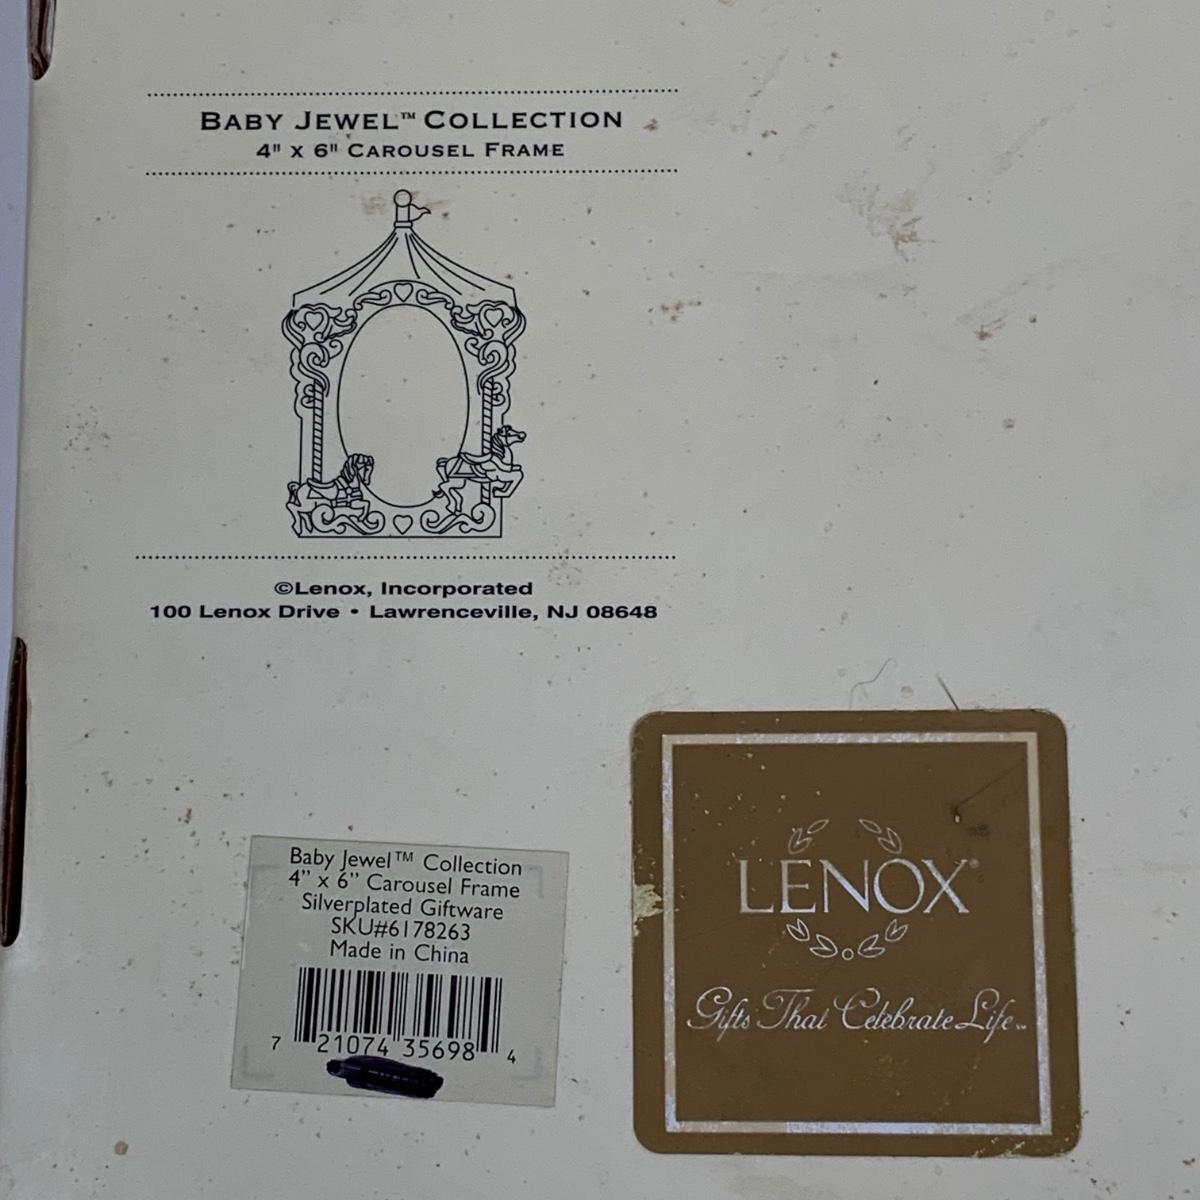 BABY JEWEL™ COLLECTION
4" X 6" CAROUSEL FRAME
©Lenox, Incorporated
100 Lenox Drive • Lawrenceville, NJ 08648
Baby Jewel™ Collection
4” x 6” Carousel Frame
Silverplated Giftware
SKU#6178263
Made in China
7 21074 35698 4
LENOX®
Gifts That Celebrate Life℠